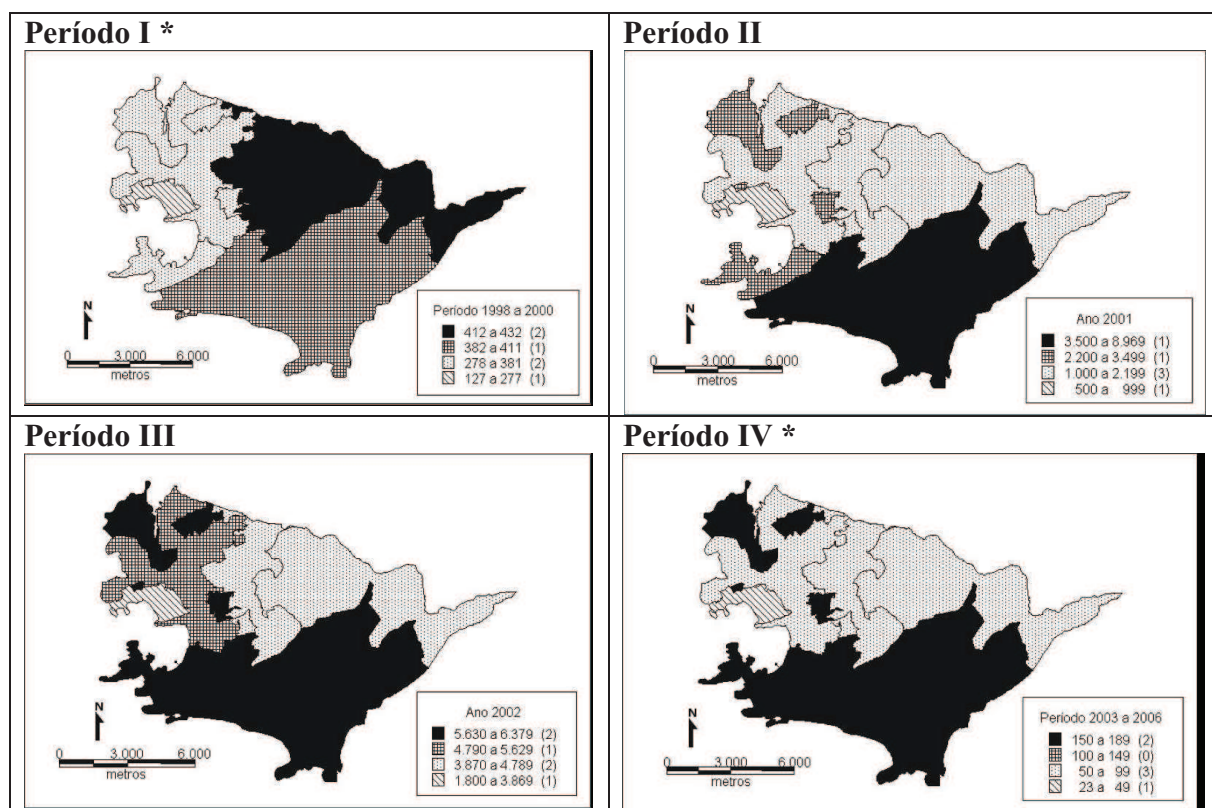 Período I *
N
0 3.000 6.000
metros
Período 1998 a 2000
412 a 432 (2)
382 a 411 (1)
278 a 381 (2)
127 a 277 (1)
Período II
N
0 3.000 6.000
metros
Ano 2001
3.500 a 8.969 (1)
2.200 a 3.499 (1)
1.000 a 2.199 (3)
500 a 999 (1)
Período III
N
0 3.000 6.000
metros
Ano 2002
5.630 a 6.379 (2)
4.790 a 5.629 (1)
3.870 a 4.789 (2)
1.800 a 3.869 (1)
Período IV *
N
0 3.000 6.000
metros
Período 2003 a 2006
150 a 189 (2)
100 a 149 (0)
50 a 99 (3)
23 a 49 (1)